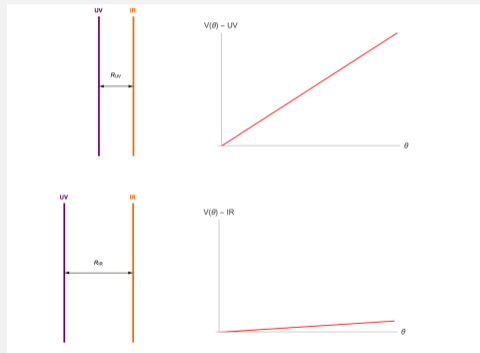 UV IR
R_UV
V(θ) – UV
θ
UV IR
R_IR
V(θ) – IR
θ